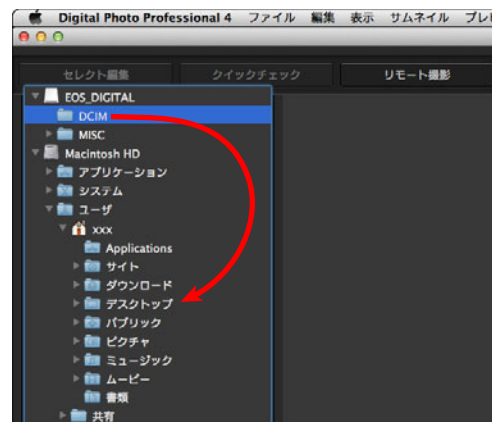 Digital Photo Professional 4 ファイル 編集 表示 サムネイル プレ
セレクト編集 クイックチェック リモート撮影
EOS_DIGITAL
DCIM
MISC
Macintosh HD
アプリケーション
システム
ユーザ
xxx
Applications
サイト
ダウンロード
デスクトップ
パブリック
ピクチャ
ミュージック
ムービー
書類
共有